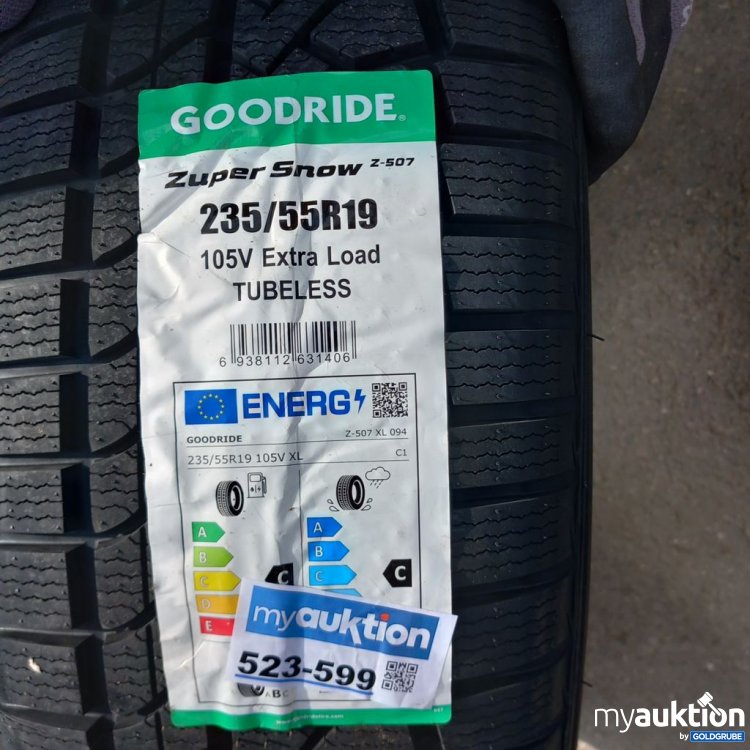 GOODRIDE®
Zuper Snow Z-507
235/55R19
105V Extra Load
TUBELESS
6 938112 631406
ENERG
GOODRIDE Z-507 XL 094
235/55R19 105V XL C1
A A
B B
C C C C
D
E
myauktion
523-599
ABC
myauktion
by GOLDGRUBE